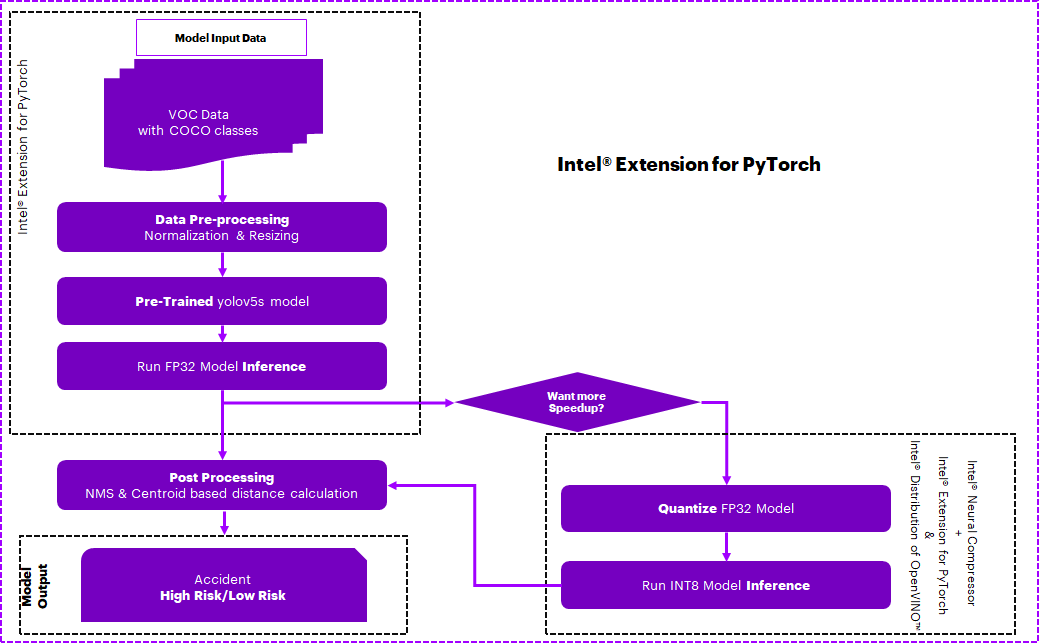 Model Input Data
Intel® Extension for PyTorch
VOC Data
with COCO classes
Intel® Extension for PyTorch
Data Pre-processing
Normalization & Resizing
Pre-Trained yolov5s model
Run FP32 Model Inference
Want more
Speedup?
Post Processing
NMS & Centroid based distance calculation
Quantize FP32 Model
Run INT8 Model Inference
Intel® Neural Compressor
+
Intel® Extension for PyTorch
&
Intel® Distribution of OpenVINO™
Model
Output
Accident
High Risk/Low Risk